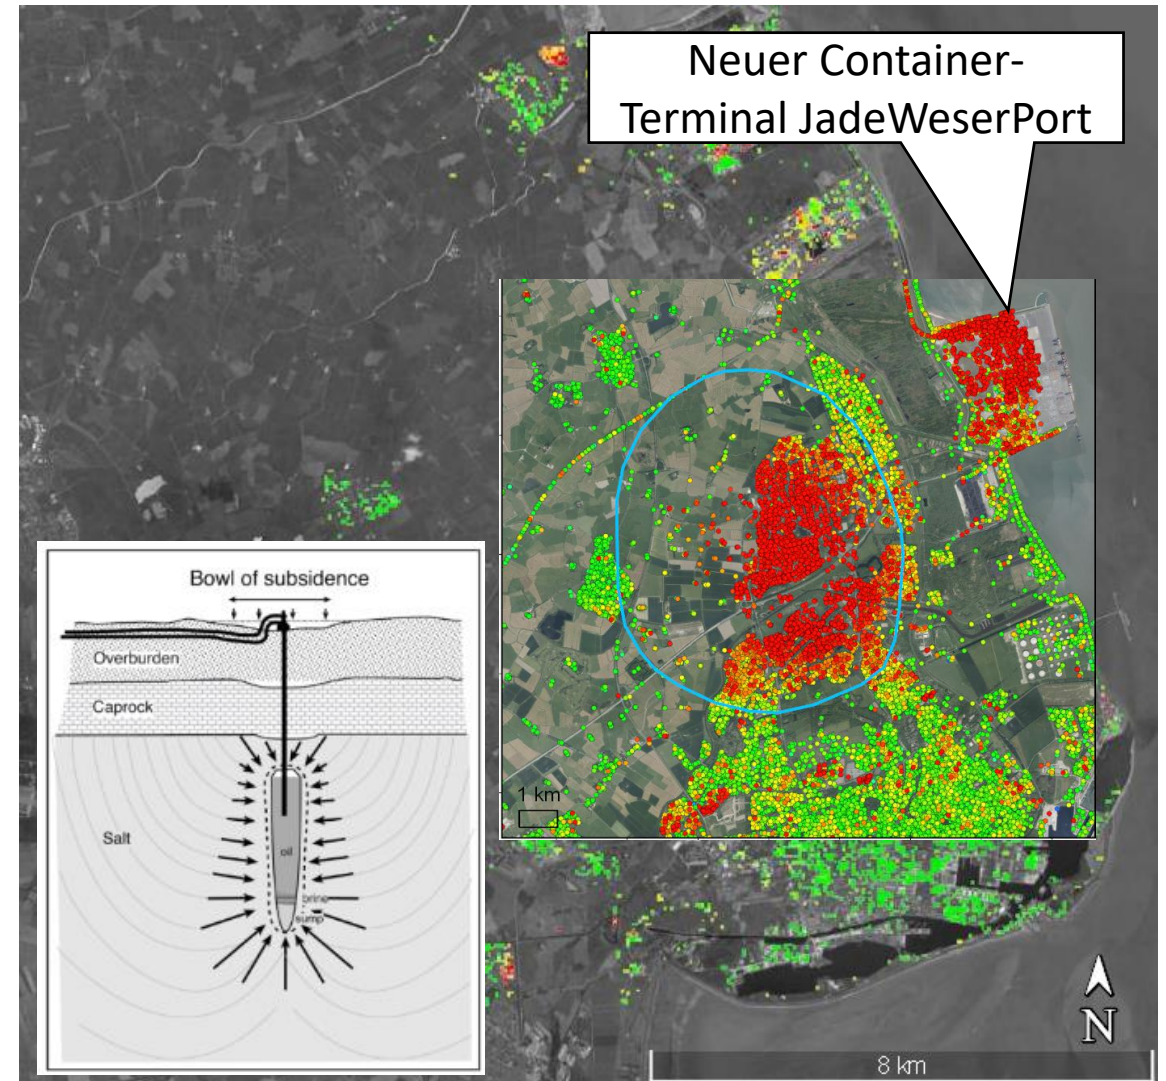 Neuer Container-
Terminal JadeWeserPort
1 km
Bowl of subsidence
Overburden
Caprock
Salt
oil
brine
sump
N
8 km